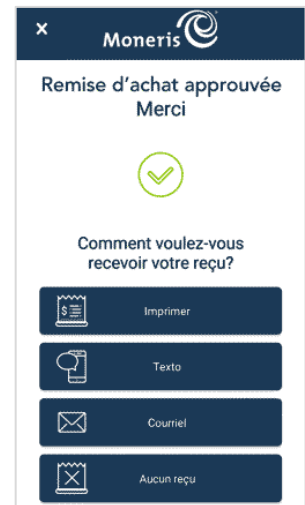 ×
Moneris
Remise d'achat approuvée
Merci
Comment voulez-vous
recevoir votre reçu?
$
Imprimer
Texto
Courriel
Aucun reçu